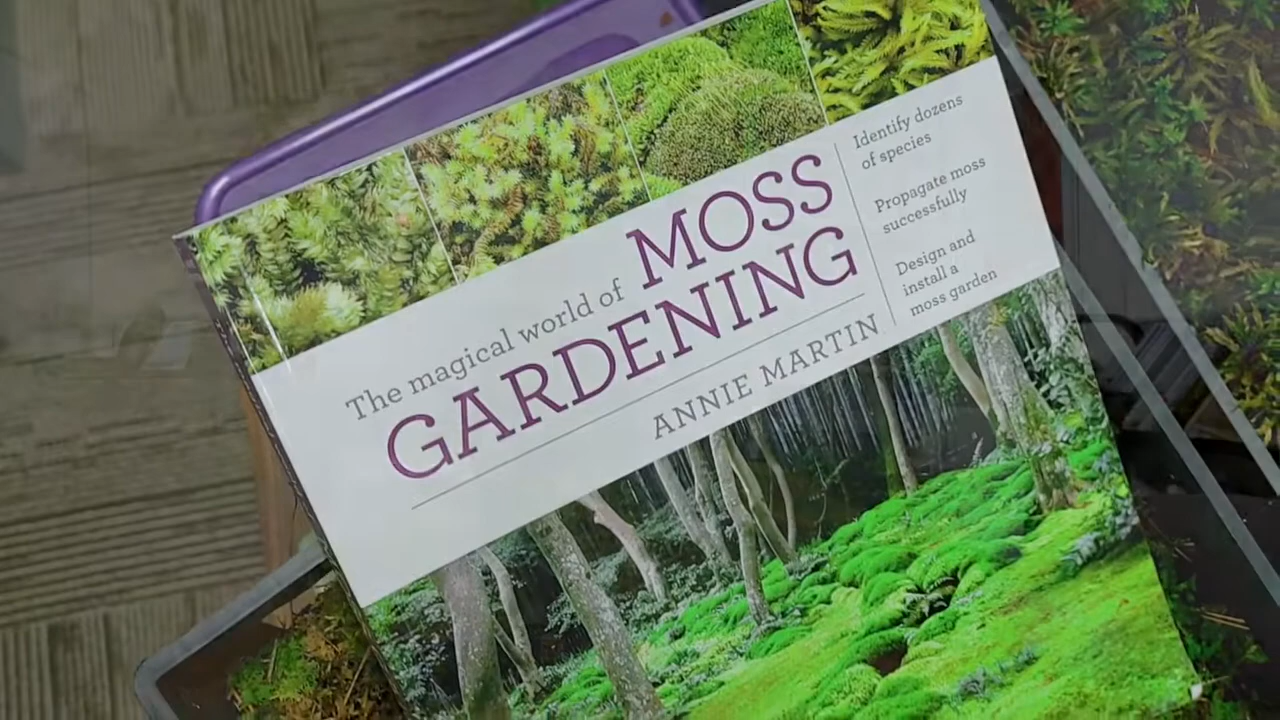 The magical world of MOSS
GARDENING
ANNIE MARTIN
Identify dozens
of species
Propagate moss
successfully
Design and
install a
moss garden